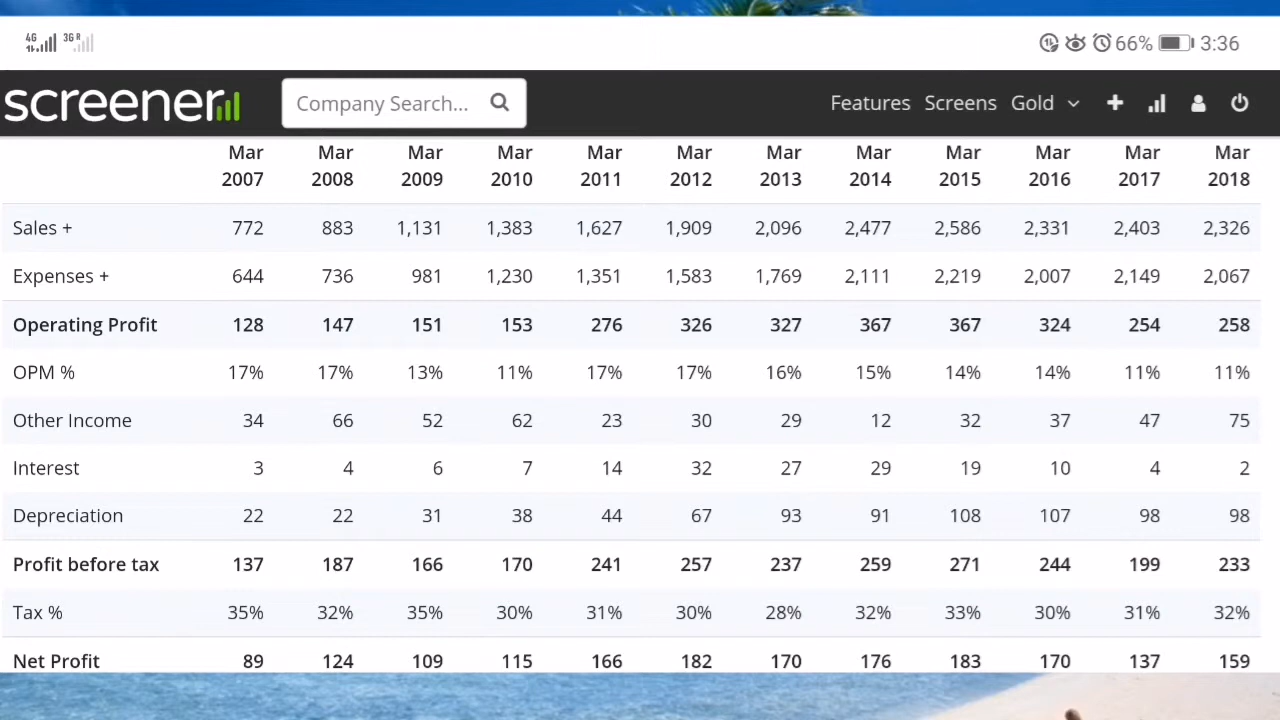 4G 3G R 66% 3:36
screener Company Search... Features Screens Gold
Mar Mar Mar Mar Mar Mar Mar Mar Mar Mar Mar Mar
2007 2008 2009 2010 2011 2012 2013 2014 2015 2016 2017 2018
Sales + 772 883 1,131 1,383 1,627 1,909 2,096 2,477 2,586 2,331 2,403 2,326
Expenses + 644 736 981 1,230 1,351 1,583 1,769 2,111 2,219 2,007 2,149 2,067
Operating Profit 128 147 151 153 276 326 327 367 367 324 254 258
OPM % 17% 17% 13% 11% 17% 17% 16% 15% 14% 14% 11% 11%
Other Income 34 66 52 62 23 30 29 12 32 37 47 75
Interest 3 4 6 7 14 32 27 29 19 10 4 2
Depreciation 22 22 31 38 44 67 93 91 108 107 98 98
Profit before tax 137 187 166 170 241 257 237 259 271 244 199 233
Tax % 35% 32% 35% 30% 31% 30% 28% 32% 33% 30% 31% 32%
Net Profit 89 124 109 115 166 182 170 176 183 170 137 159